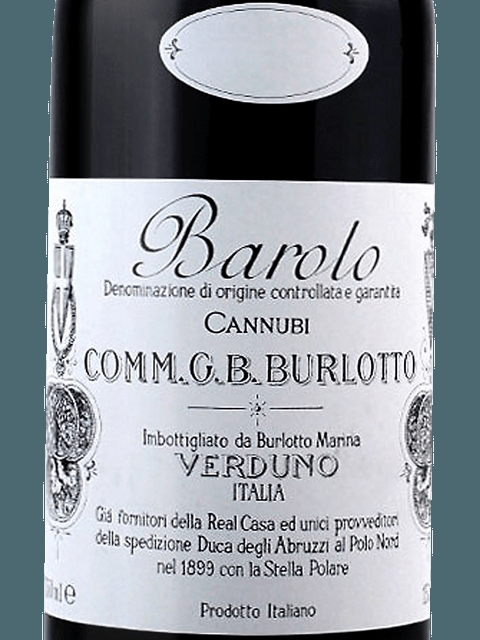 Barolo
Denominazione di origine controllata e garantita
CANNUBI
COMM. G. B. BURLOTTO
Imbottigliato da Burlotto Marina
VERDUNO
ITALIA
Già fornitori della Real Casa ed unici provveditori
della spedizione Duca degli Abruzzi al Polo Nord
nel 1899 con la Stella Polare
Prodotto Italiano